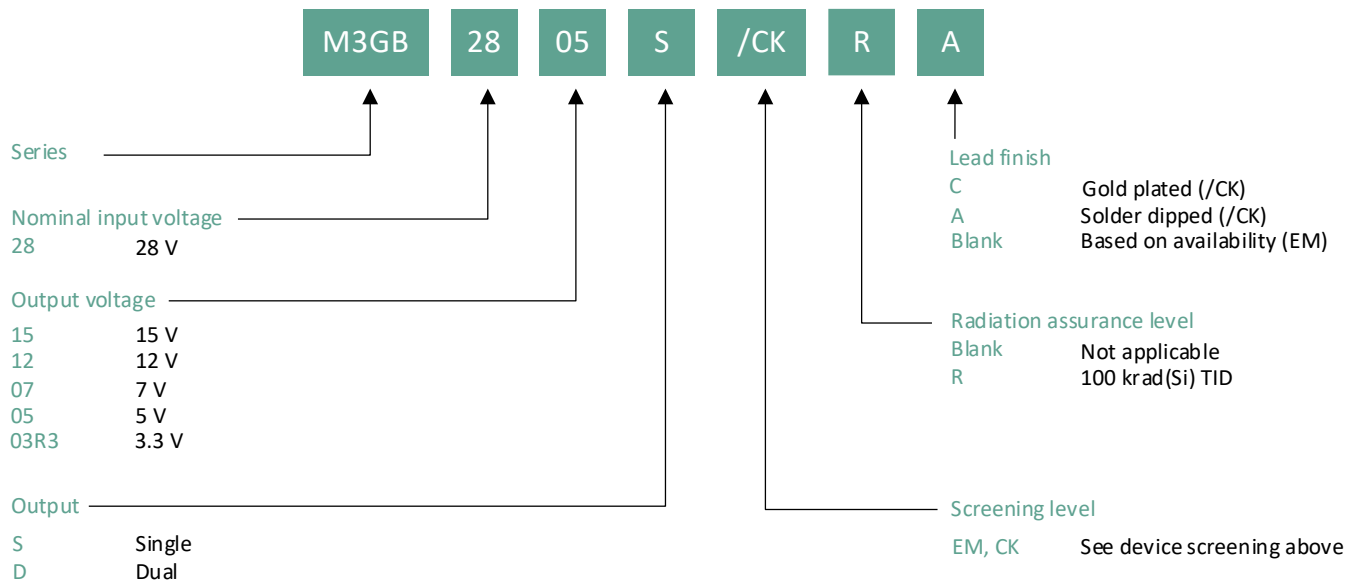 M3GB 28 05 S /CK R A
Series
Nominal input voltage
28 28 V
Output voltage
15 15 V
12 12 V
07 7 V
05 5 V
03R3 3.3 V
Output
S Single
D Dual
Lead finish
C Gold plated (/CK)
A Solder dipped (/CK)
Blank Based on availability (EM)
Radiation assurance level
Blank Not applicable
R 100 krad(Si) TID
Screening level
EM, CK See device screening above